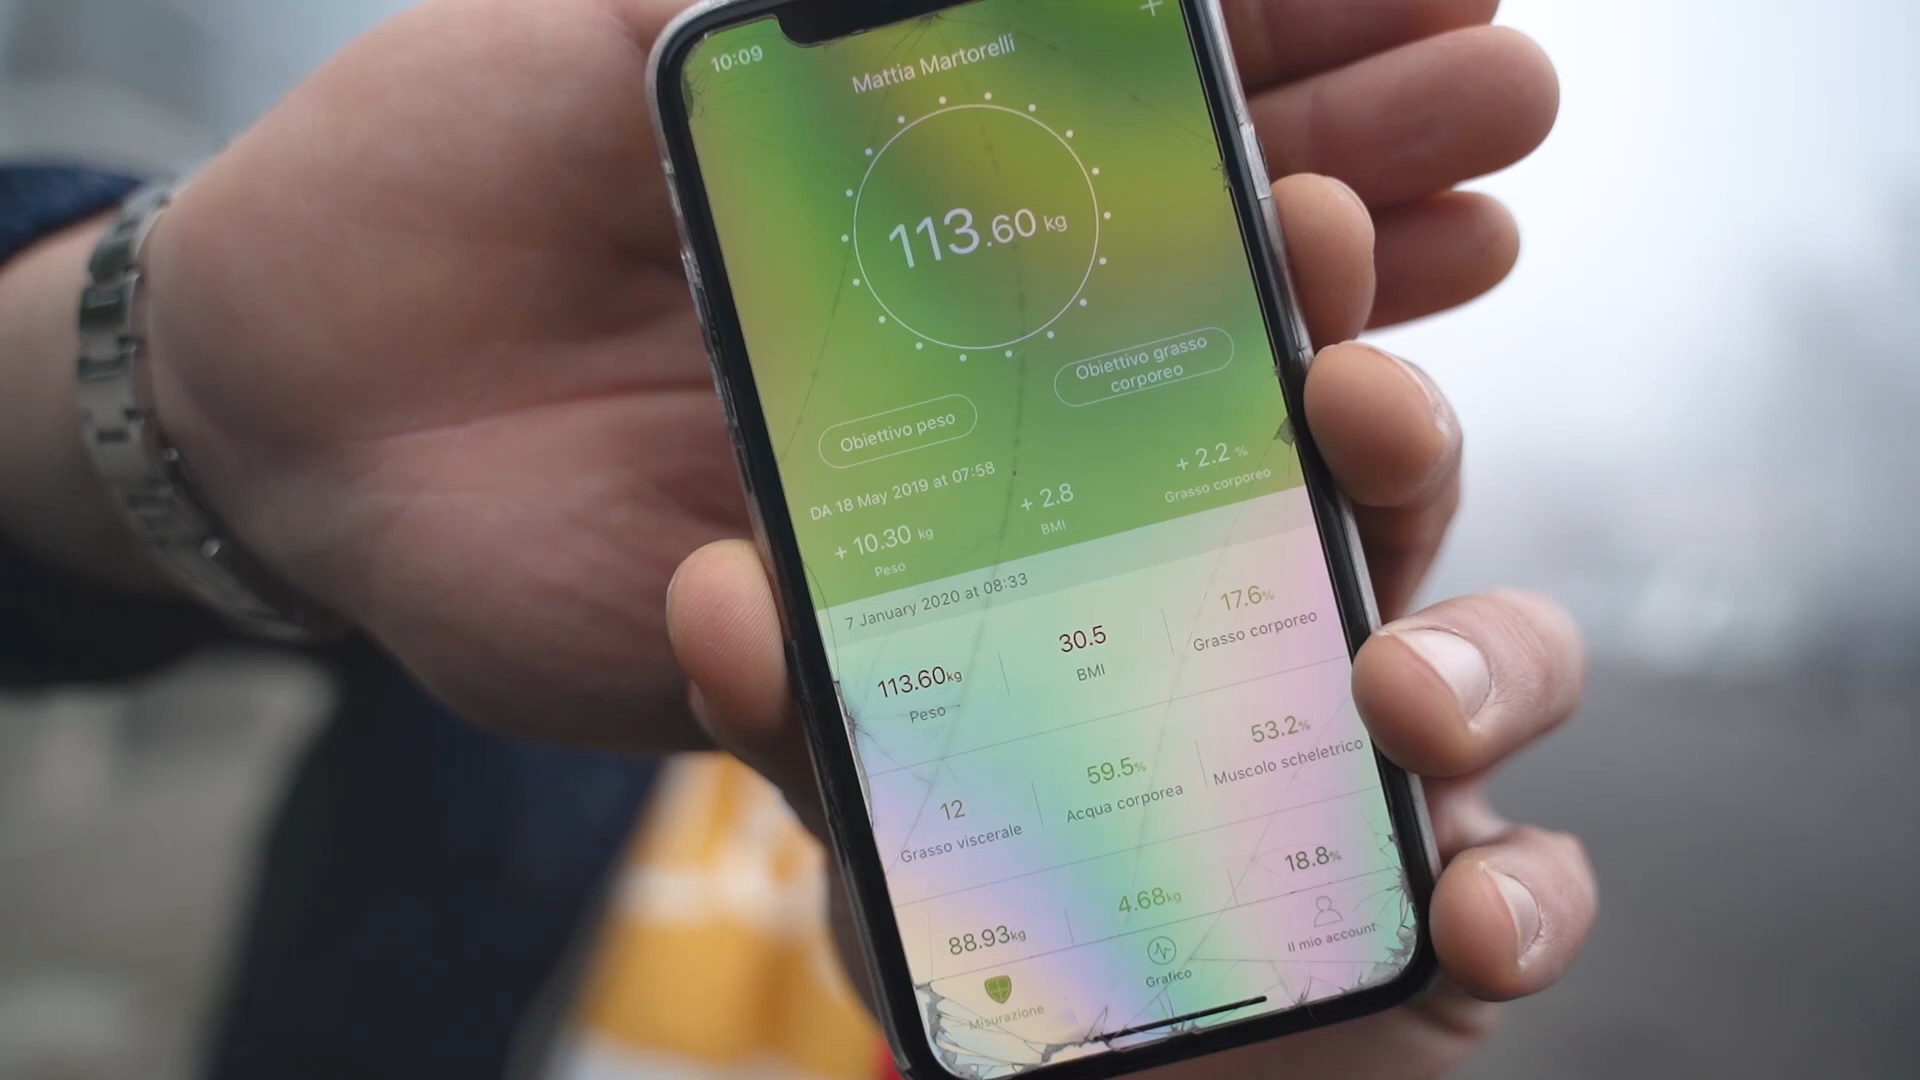 10:09
Mattia Martorelli
113.60 kg
Obiettivo peso
Obiettivo grasso
corporeo
DA 18 May 2019 at 07:58
+ 10.30 kg
Peso
+ 2.8
BMI
+ 2.2 %
Grasso corporeo
7 January 2020 at 08:33
113.60kg
Peso
30.5
BMI
17.6%
Grasso corporeo
12
Grasso viscerale
59.5%
Acqua corporea
53.2%
Muscolo scheletrico
88.93kg
4.68kg
18.8%
Misurazione
Grafico
Il mio account